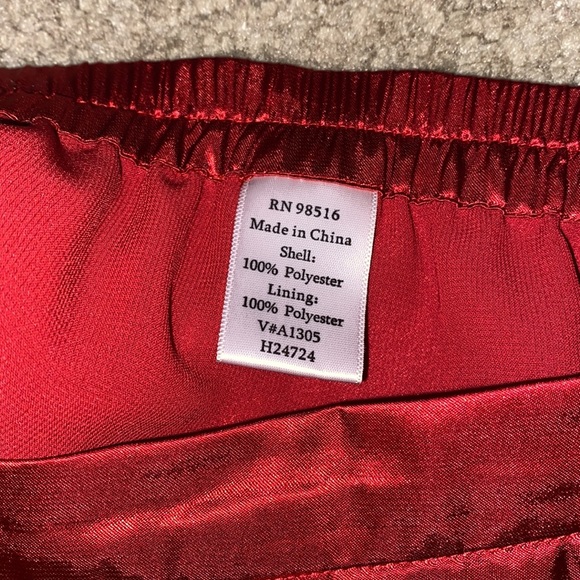 RN 98516
Made in China
Shell:
100% Polyester
Lining:
100% Polyester
V#A1305
H24724